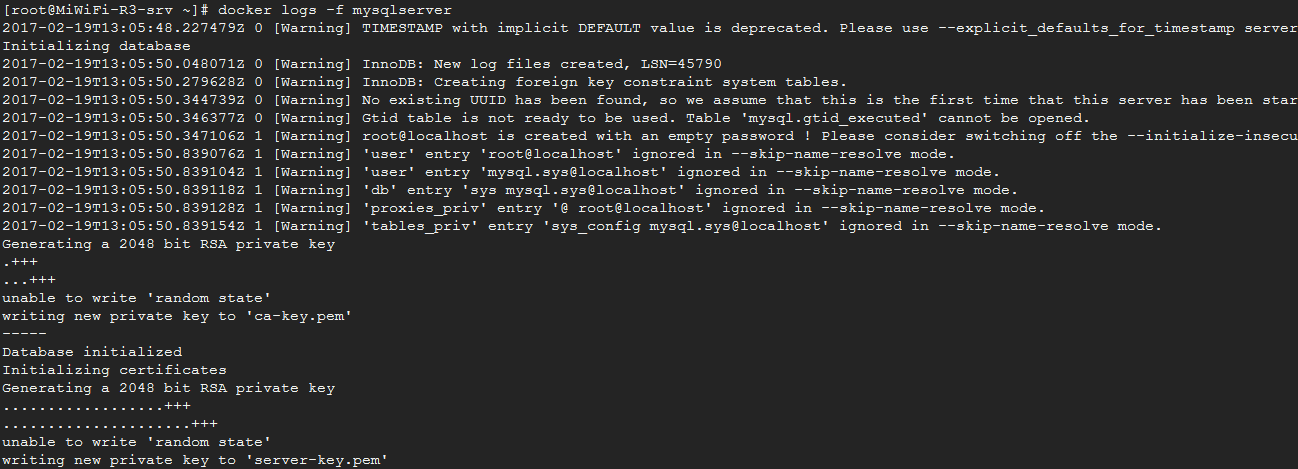 [root@MiWiFi-R3-srv ~]# docker logs -f mysqlserver
2017-02-19T13:05:48.227479Z 0 [Warning] TIMESTAMP with implicit DEFAULT value is deprecated. Please use --explicit_defaults_for_timestamp server
Initializing database
2017-02-19T13:05:50.048071Z 0 [Warning] InnoDB: New log files created, LSN=45790
2017-02-19T13:05:50.279628Z 0 [Warning] InnoDB: Creating foreign key constraint system tables.
2017-02-19T13:05:50.344739Z 0 [Warning] No existing UUID has been found, so we assume that this is the first time that this server has been star
2017-02-19T13:05:50.346377Z 0 [Warning] Gtid table is not ready to be used. Table 'mysql.gtid_executed' cannot be opened.
2017-02-19T13:05:50.347106Z 1 [Warning] root@localhost is created with an empty password ! Please consider switching off the --initialize-insecu
2017-02-19T13:05:50.839076Z 1 [Warning] 'user' entry 'root@localhost' ignored in --skip-name-resolve mode.
2017-02-19T13:05:50.839104Z 1 [Warning] 'user' entry 'mysql.sys@localhost' ignored in --skip-name-resolve mode.
2017-02-19T13:05:50.839118Z 1 [Warning] 'db' entry 'sys mysql.sys@localhost' ignored in --skip-name-resolve mode.
2017-02-19T13:05:50.839128Z 1 [Warning] 'proxies_priv' entry '@ root@localhost' ignored in --skip-name-resolve mode.
2017-02-19T13:05:50.839154Z 1 [Warning] 'tables_priv' entry 'sys_config mysql.sys@localhost' ignored in --skip-name-resolve mode.
Generating a 2048 bit RSA private key
.+++
...+++
unable to write 'random state'
writing new private key to 'ca-key.pem'
-----
Database initialized
Initializing certificates
Generating a 2048 bit RSA private key
..................+++
.....................+++
unable to write 'random state'
writing new private key to 'server-key.pem'